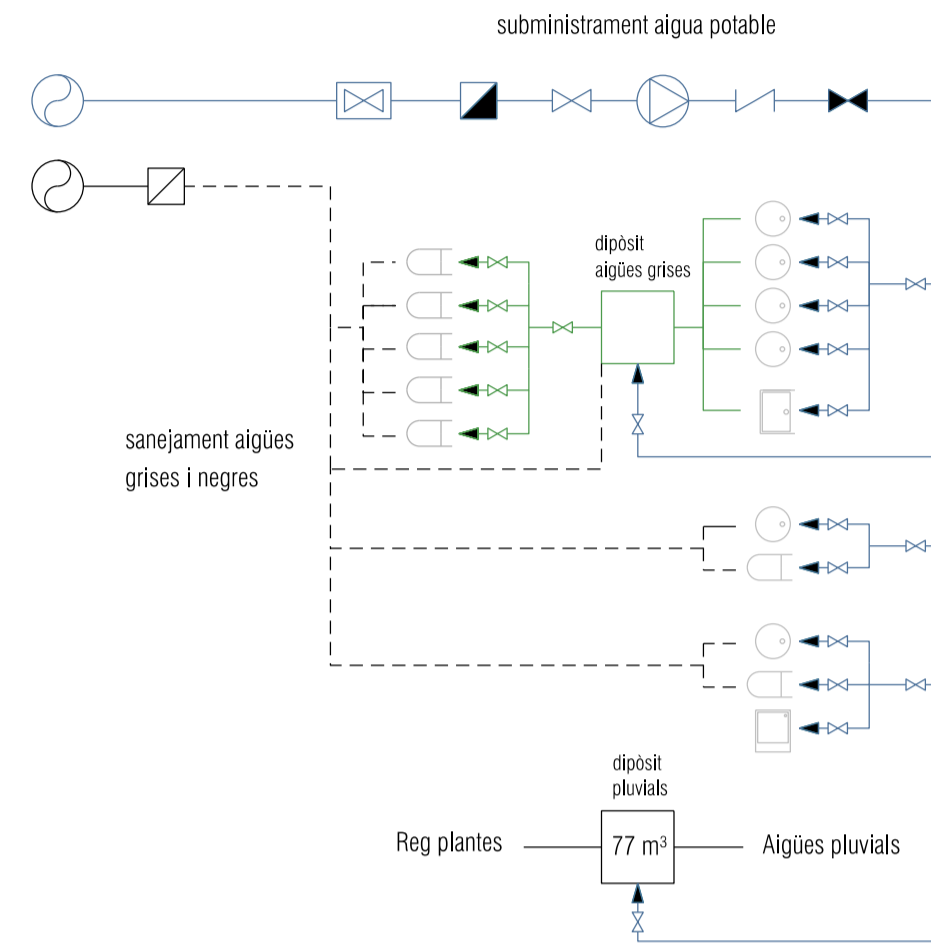 subministrament aigua potable
dipòsit
aigües grises
sanejament aigües
grises i negres
dipòsit
pluvials
Reg plantes
77 m³
Aigües pluvials